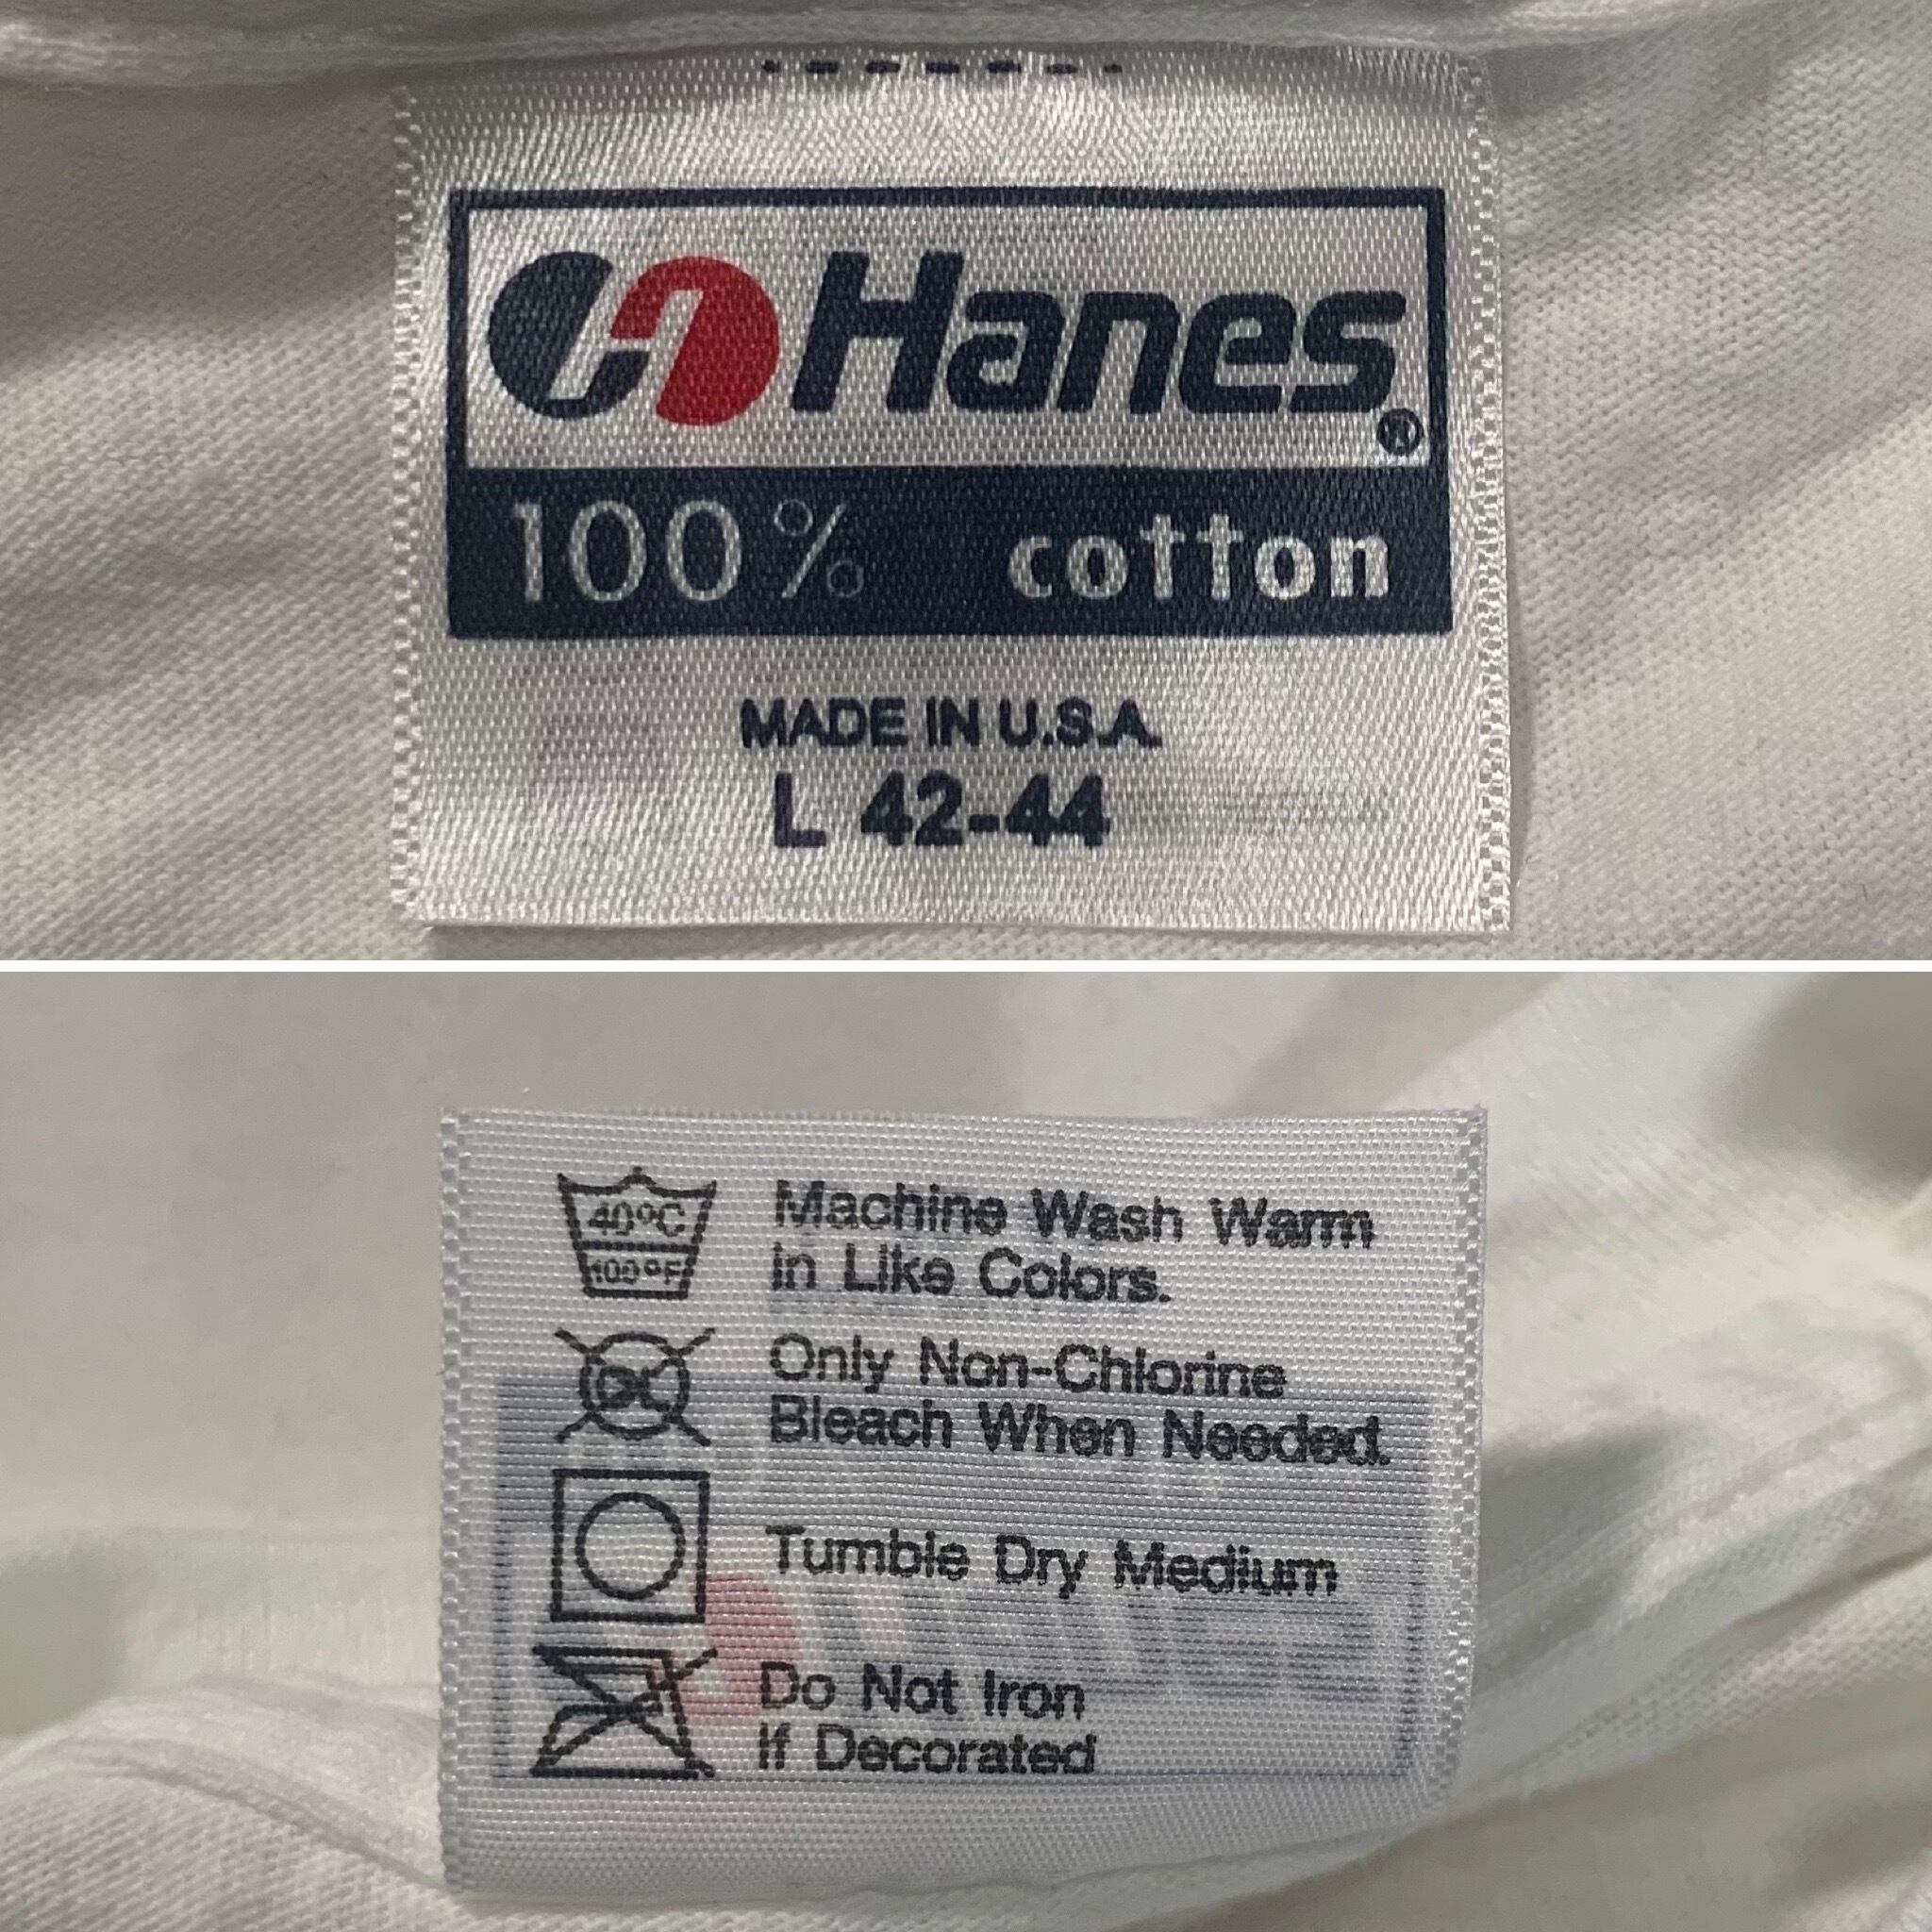 Hanes®
100% cotton
MADE IN U.S.A.
L 42-44
40°C
100°F
Machine Wash Warm
in Like Colors.
Only Non-Chlorine
Bleach When Needed.
Tumble Dry Medium
Do Not Iron
If Decorated